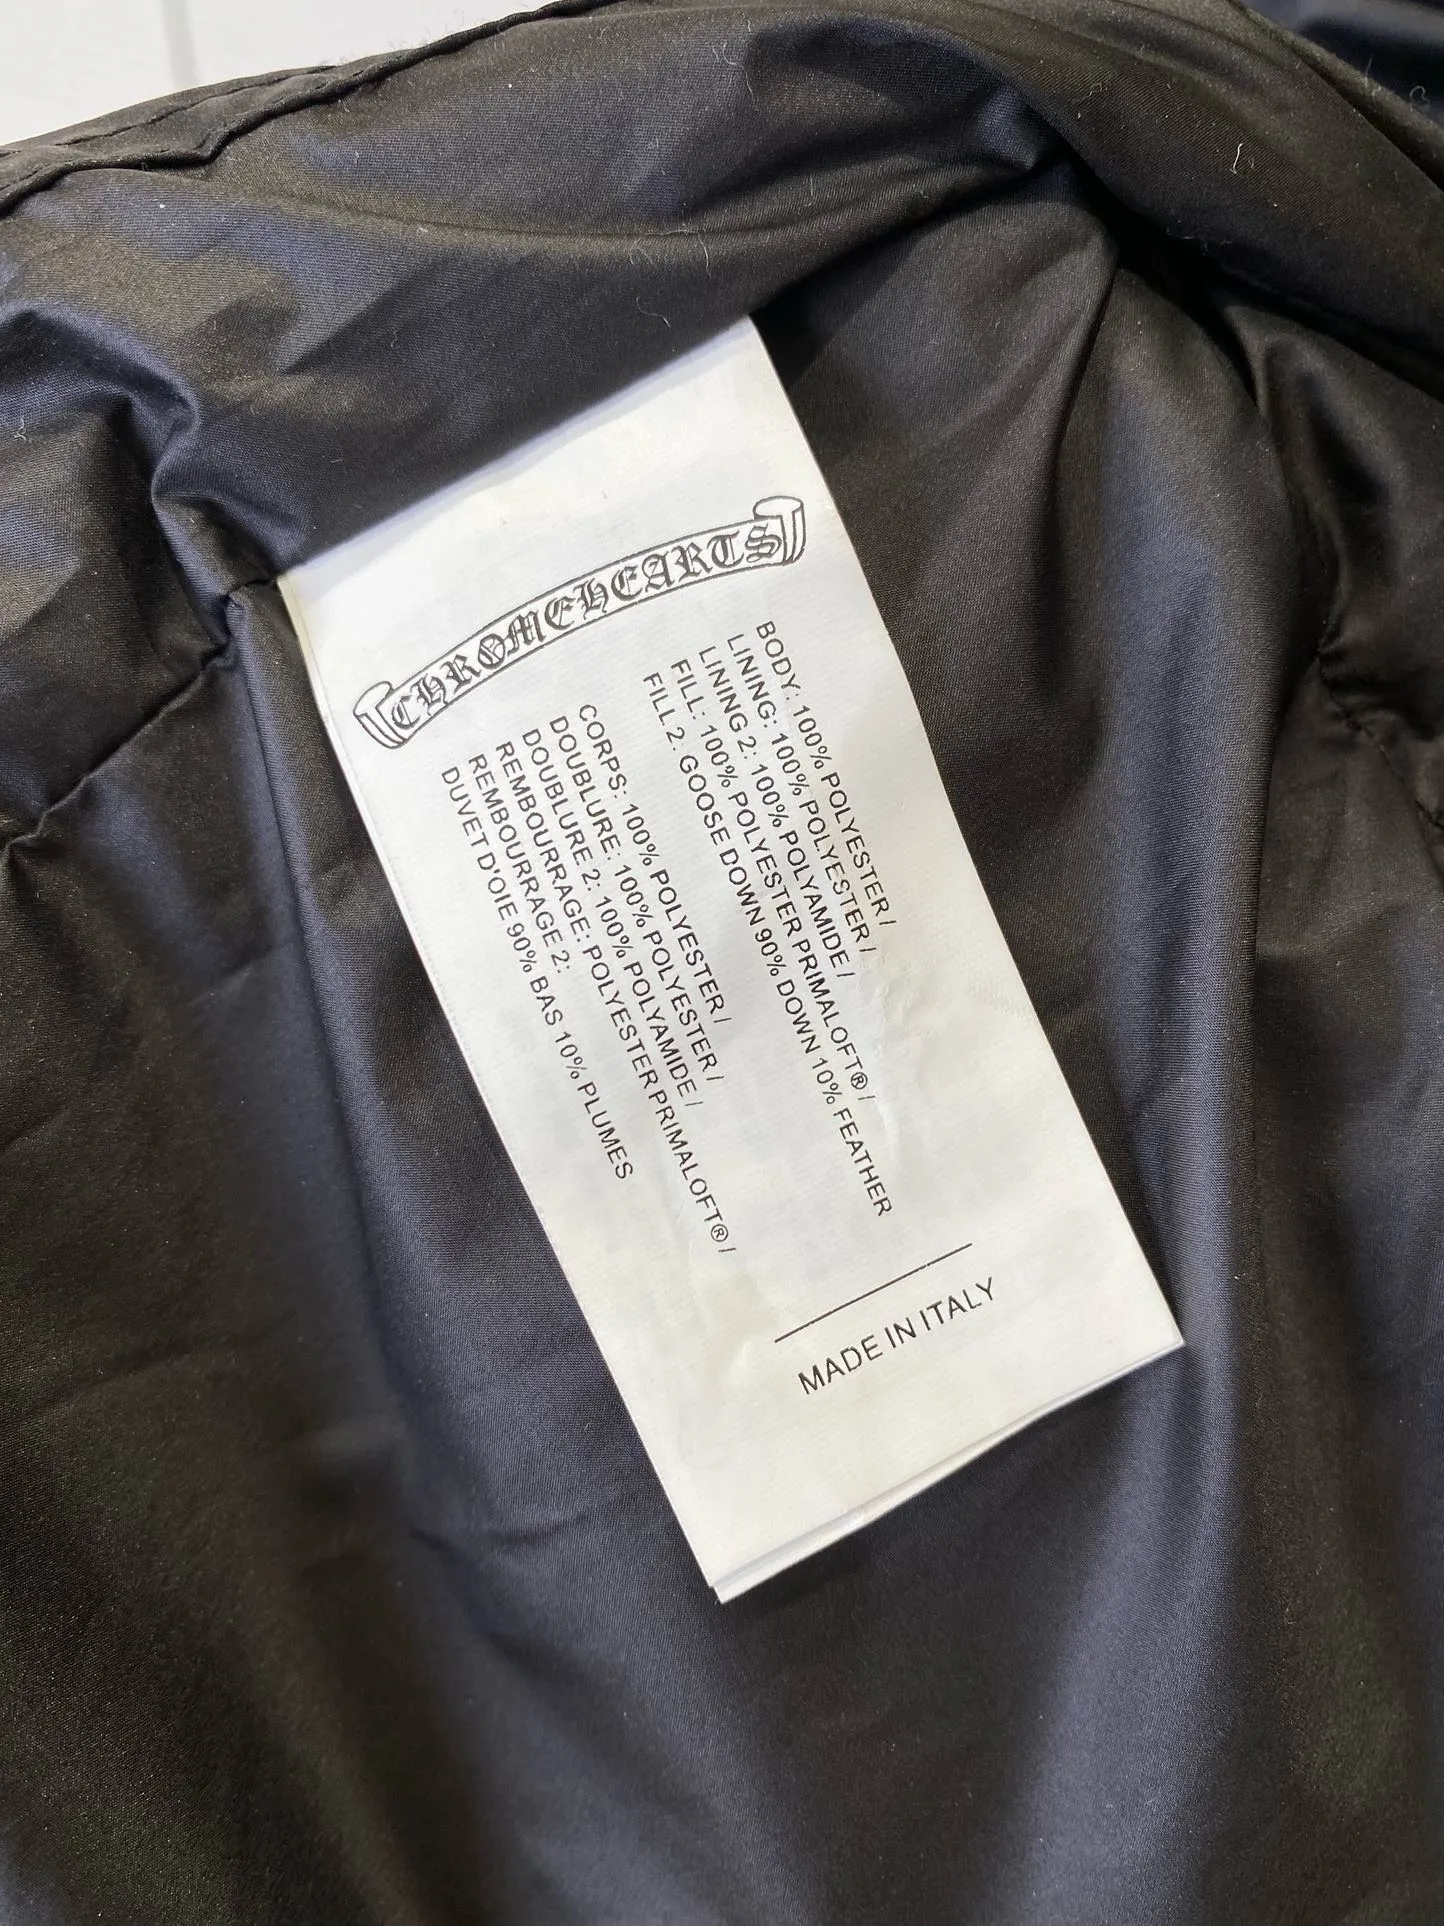 CHROME HEARTS
BODY: 100% POLYESTER /
LINING: 100% POLYESTER /
LINING 2: 100% POLYAMIDE /
FILL: 100% POLYESTER PRIMALOFT® /
FILL 2: GOOSE DOWN 90% DOWN 10% FEATHER
CORPS: 100% POLYESTER /
DOUBLURE: 100% POLYESTER /
DOUBLURE 2: 100% POLYAMIDE /
REMBOURRAGE: POLYESTER PRIMALOFT® /
REMBOURRAGE 2:
DUVET D'OIE 90% BAS 10% PLUMES
MADE IN ITALY